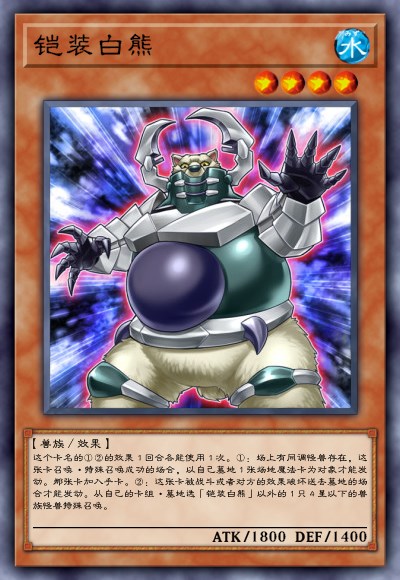 铠装白熊
水
【兽族／效果】
这个卡名的①②的效果1回合各能使用1次。①：场上有同调怪兽存在，这
张卡召唤·特殊召唤成功的场合，以自己墓地1张场地魔法卡为对象才能发
动。那张卡加入手卡。②：这张卡被战斗或者对方的效果破坏送去墓地的场
合才能发动。从自己的卡组·墓地选「铠装白熊」以外的1只4星以下的兽
族怪兽特殊召唤。
ATK/1800 DEF/1400